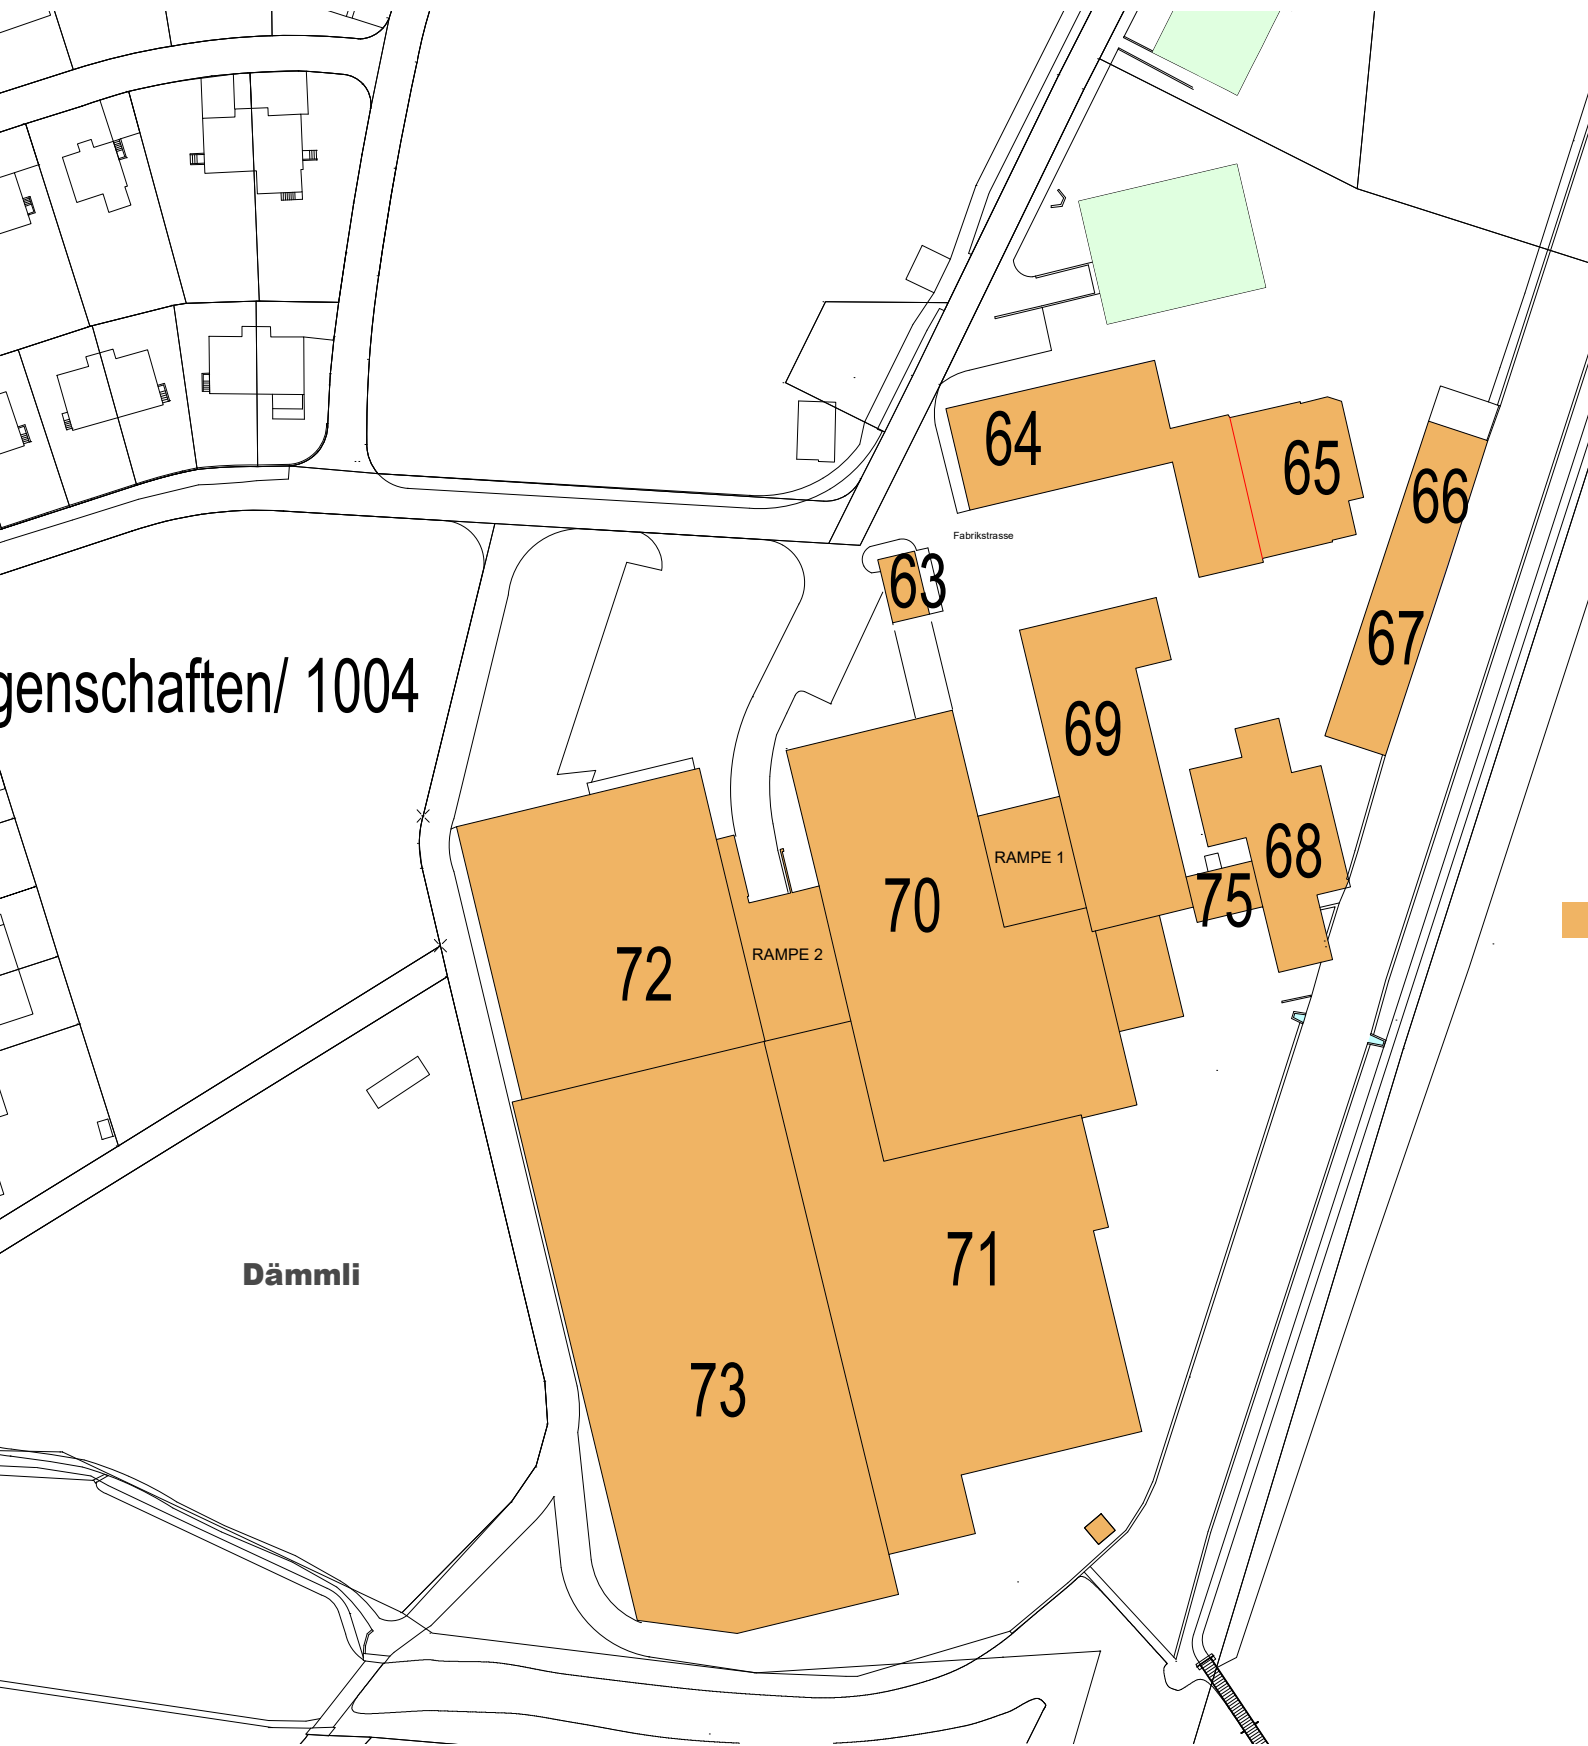 64
65
66
Fabrikstrasse
63
67
genschaften/ 1004
69
RAMPE 1
68
75
70
RAMPE 2
72
71
Dämmli
73